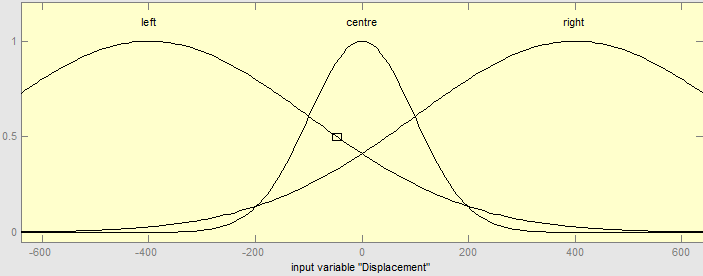 left centre right
1
0.5
0
-600 -400 -200 0 200 400 600
input variable "Displacement"